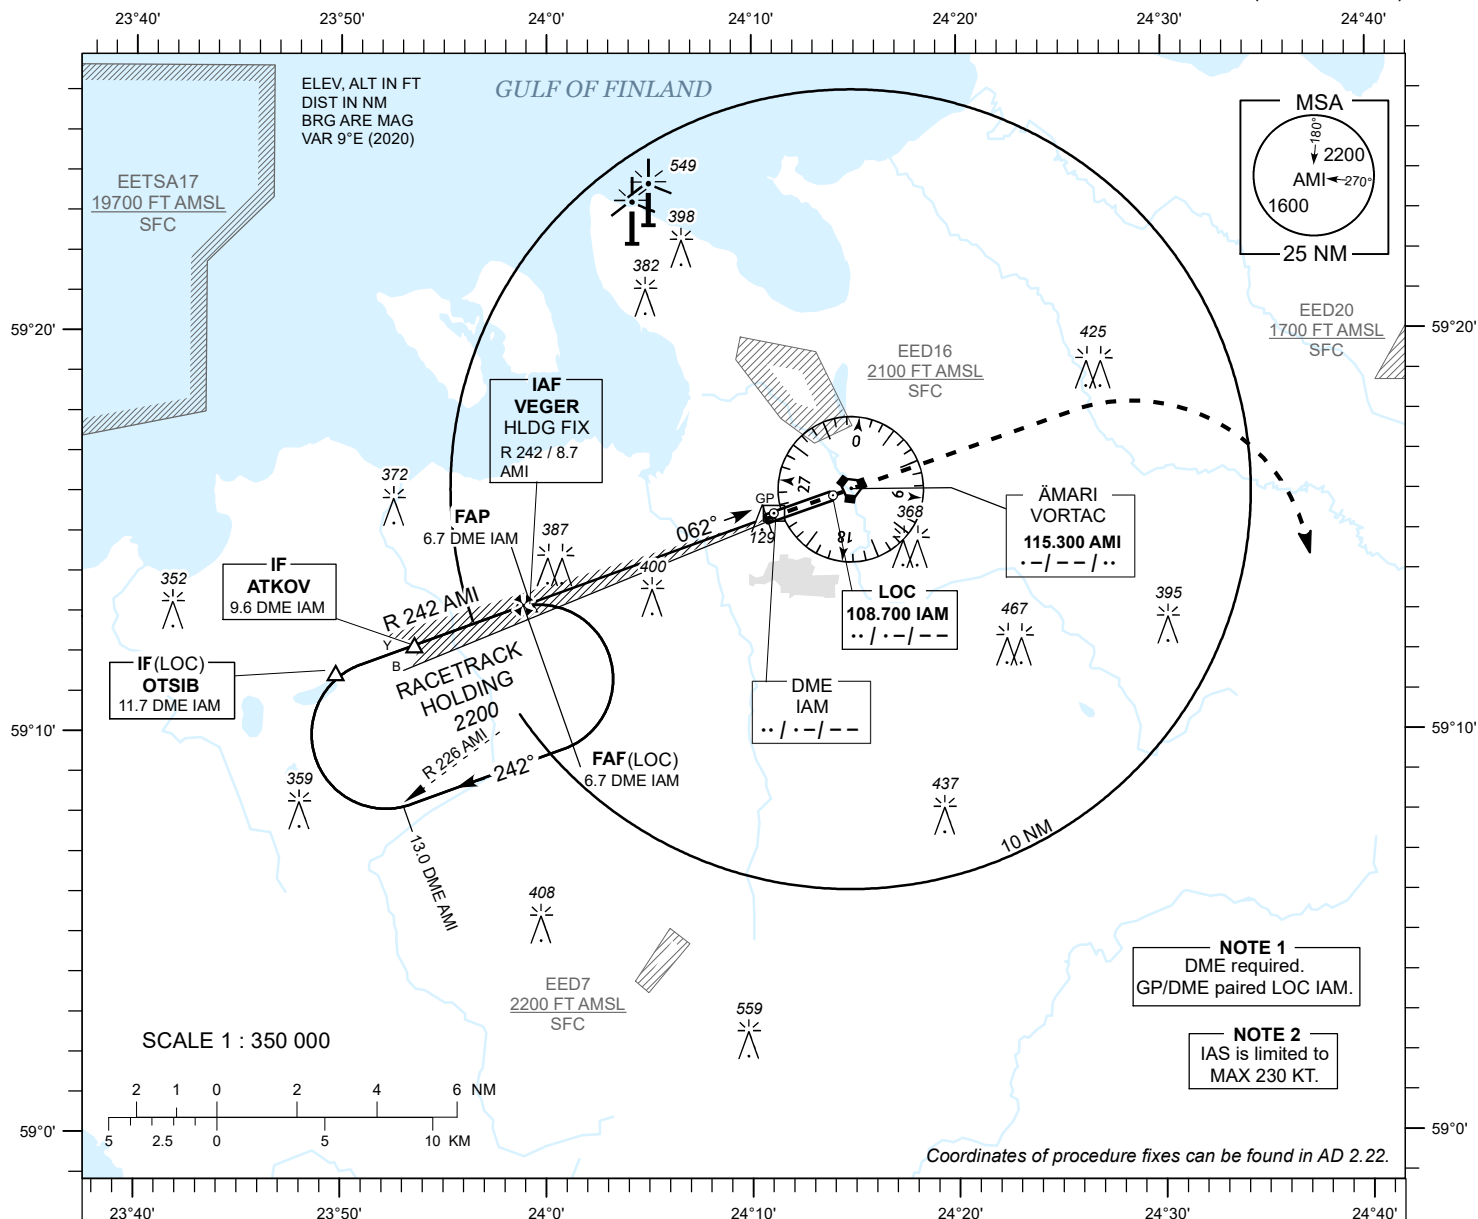 23°40'
23°50'
24°0'
24°10'
24°20'
24°30'
24°40'
ELEV, ALT IN FT
DIST IN NM
BRG ARE MAG
VAR 9°E (2020)
GULF OF FINLAND
MSA
180°
2200
AMI
270°
1600
25 NM
EETSA17
19700 FT AMSL
SFC
549
398
382
59°20'
59°20'
EED20
1700 FT AMSL
SFC
425
EED16
2100 FT AMSL
SFC
IAF
VEGER
HLDG FIX
R 242 / 8.7
AMI
0
27
9
18
372
FAP
6.7 DME IAM
387
062°
GP
129
368
ÄMARI
VORTAC
115.300 AMI
·–/––/··
400
352
IF
ATKOV
9.6 DME IAM
R 242 AMI
Y
B
LOC
108.700 IAM
··/·–/––
395
467
IF(LOC)
OTSIB
11.7 DME IAM
RACETRACK
HOLDING
2200
R 226 AMI
242°
DME
IAM
··/·–/––
59°10'
59°10'
FAF(LOC)
6.7 DME IAM
359
437
10 NM
13.0 DME AMI
408
EED7
2200 FT AMSL
SFC
559
NOTE 1
DME required.
GP/DME paired LOC IAM.
NOTE 2
IAS is limited to
MAX 230 KT.
SCALE 1 : 350 000
2 1 0 2 4 6 NM
5 2.5 0 5 10 KM
59°0'
59°0'
Coordinates of procedure fixes can be found in AD 2.22.
23°40'
23°50'
24°0'
24°10'
24°20'
24°30'
24°40'